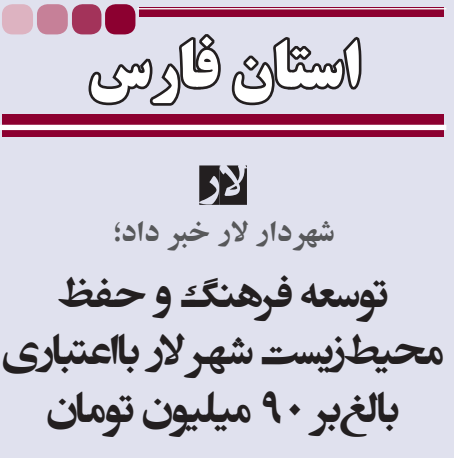 استان فارس
لار
شهردار لار خبر داد؛
توسعه فرهنگ و حفظ
محیط‌زیست شهر لار بااعتباری
بالغ‌بر ۹۰ میلیون تومان